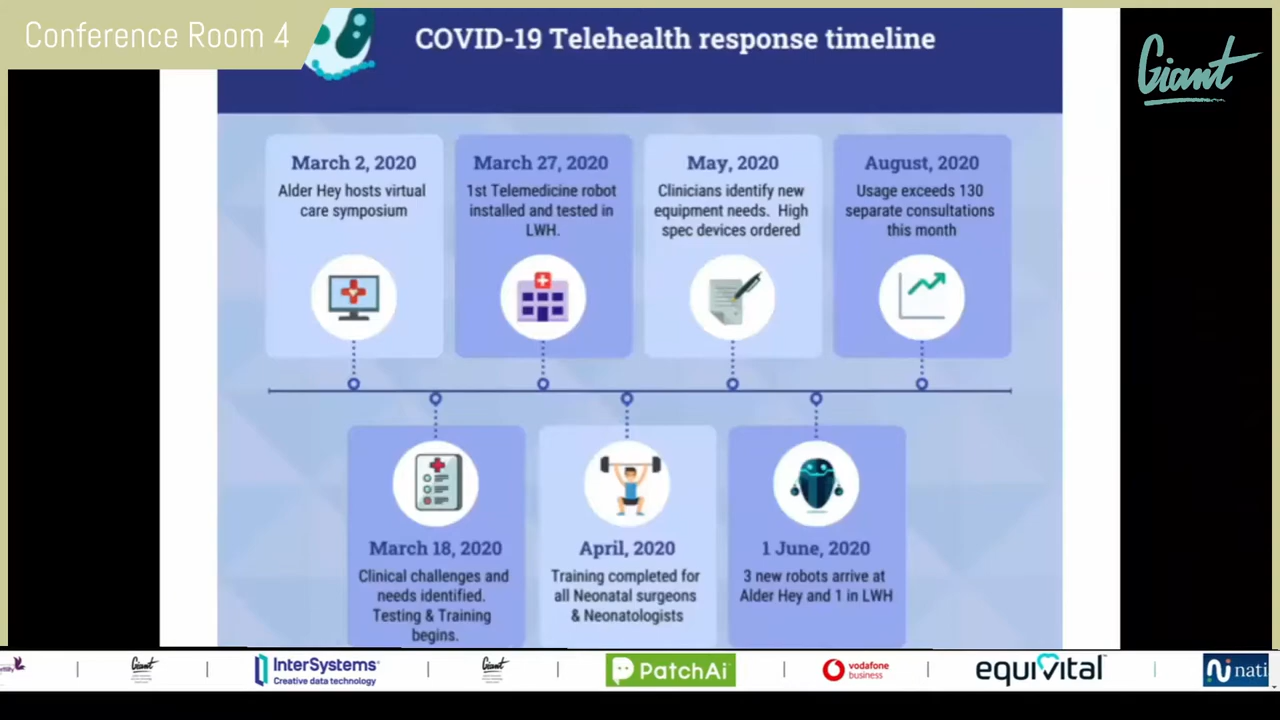 Conference Room 4
COVID-19 Telehealth response timeline
Giant
March 2, 2020
Alder Hey hosts virtual
care symposium
March 27, 2020
1st Telemedicine robot
installed and tested in
LWH.
May, 2020
Clinicians identify new
equipment needs. High
spec devices ordered
August, 2020
Usage exceeds 130
separate consultations
this month
March 18, 2020
Clinical challenges and
needs identified.
Testing & Training
begins.
April, 2020
Training completed for
all Neonatal surgeons
& Neonatologists
1 June, 2020
3 new robots arrive at
Alder Hey and 1 in LWH
Giant
InterSystems
Creative data technology
Giant
PatchAi
vodafone
business
equivital
nati